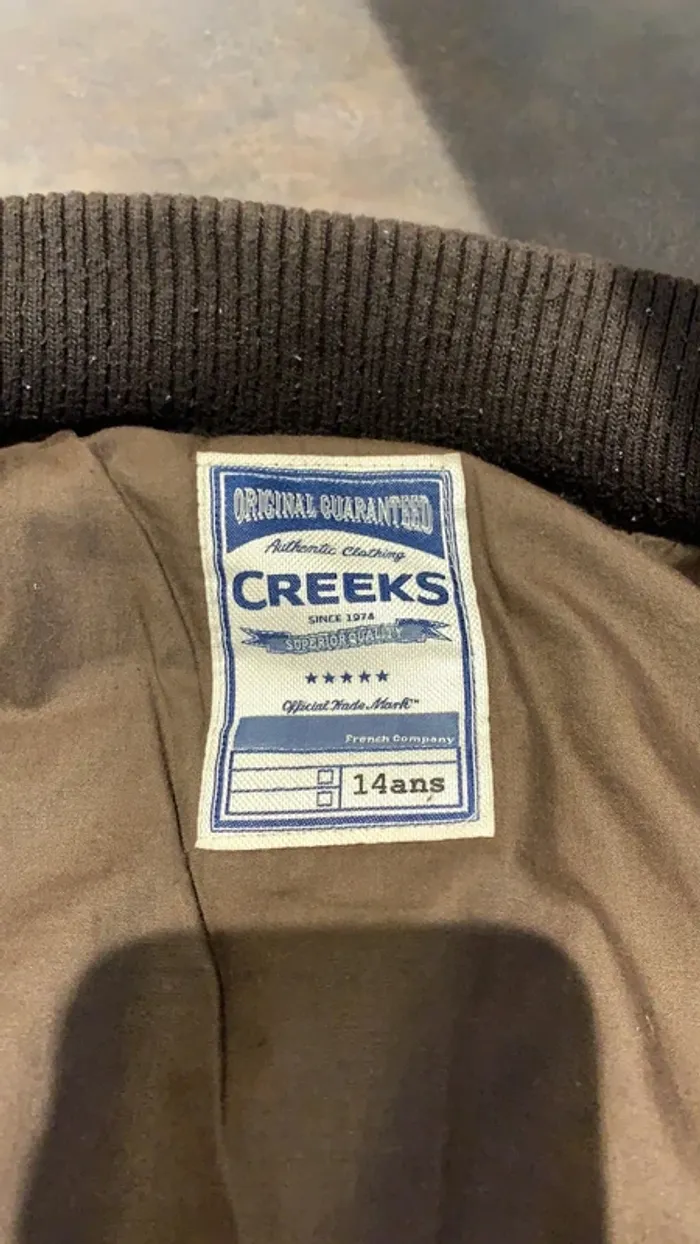 ORIGINAL GUARANTEED
Authentic Clothing
CREEKS
SINCE 1974
SUPERIOR QUALITY
Official Trade Mark™
French Company
14ans